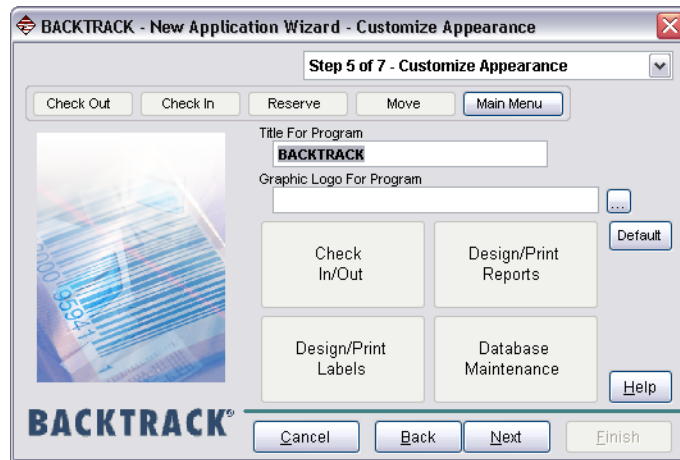 BACKTRACK - New Application Wizard - Customize Appearance
Step 5 of 7 - Customize Appearance
Check Out Check In Reserve Move Main Menu
Title For Program
BACKTRACK
Graphic Logo For Program
...
Default
Check
In/Out
Design/Print
Reports
Design/Print
Labels
Database
Maintenance
Help
000 95941
BACKTRACK®
Cancel Back Next Finish